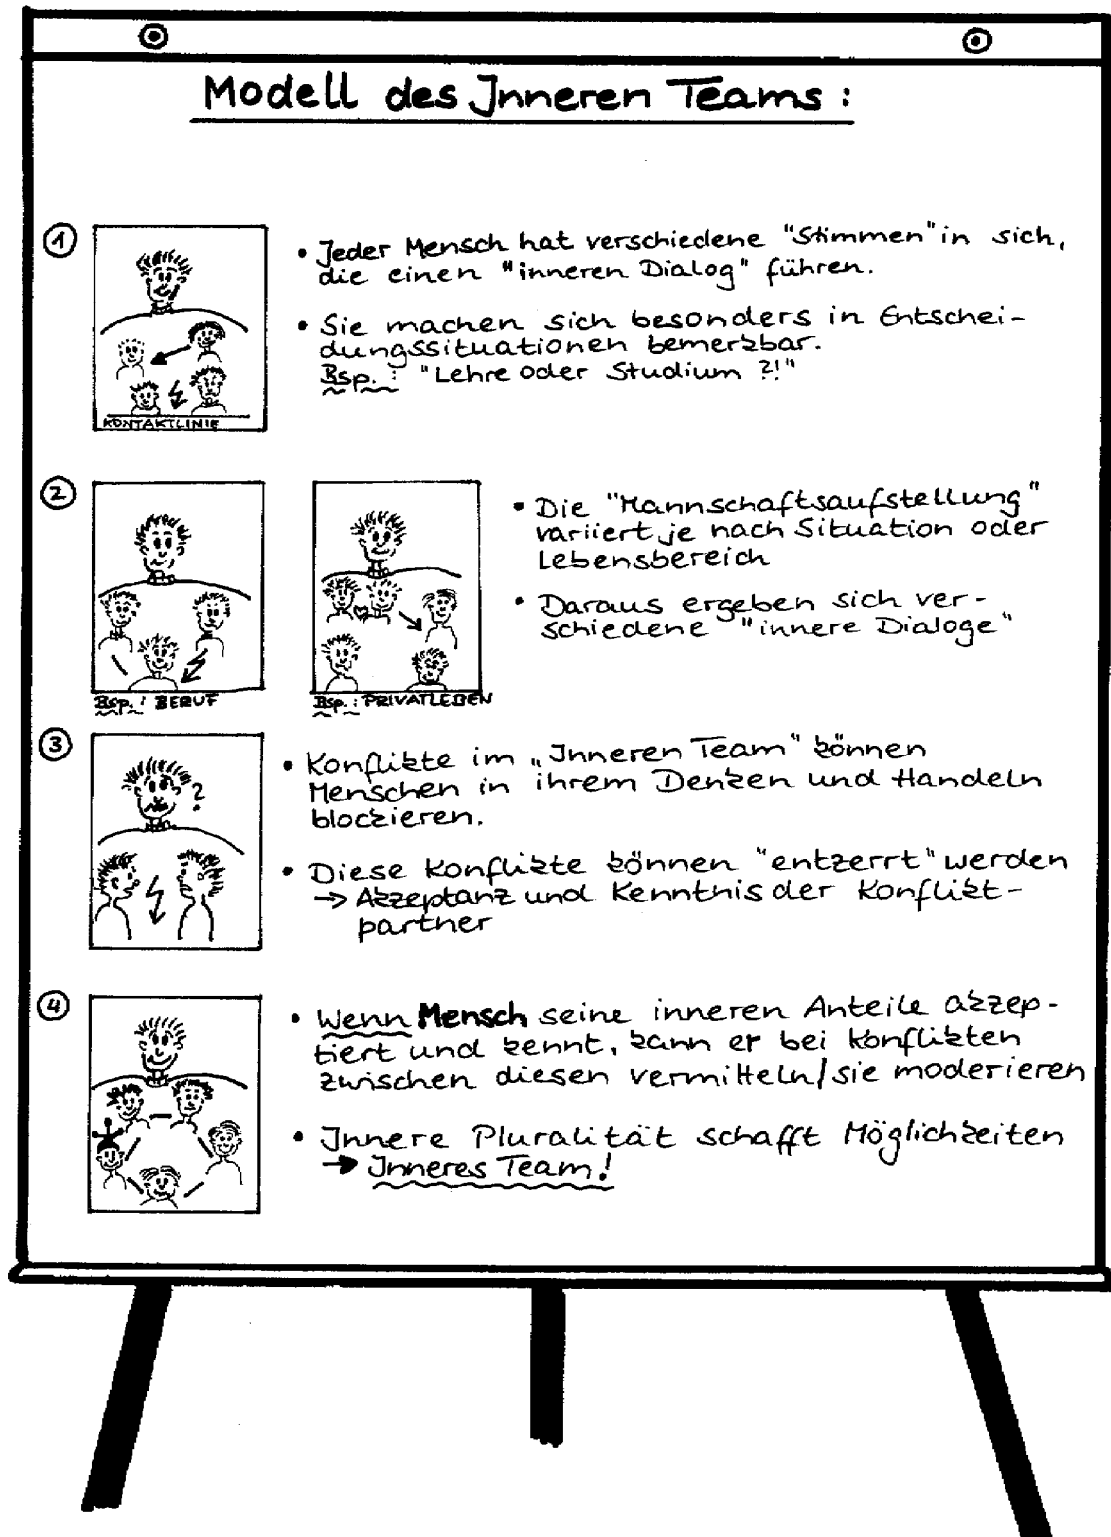 Modell des Inneren Teams:
①
• Jeder Mensch hat verschiedene "Stimmen" in sich,
die einen "inneren Dialog" führen.
• Sie machen sich besonders in Entschei-
dungssituationen bemerkbar.
Bsp.: "Lehre oder Studium?!"
KONTAKTLINIE
②
• Die "Mannschaftsaufstellung"
variiert je nach Situation oder
Lebensbereich
• Daraus ergeben sich ver-
schiedene "innere Dialoge"
Bsp.: BERUF
Bsp.: PRIVATLEBEN
③
?
• Konflikte im „Inneren Team" können
Menschen in ihrem Denken und Handeln
blockieren.
• Diese Konflikte können "entzerrt" werden
→ Akzeptanz und Kenntnis der Konflikt-
partner
④
• Wenn Mensch seine inneren Anteile akzep-
tiert und kennt, kann er bei Konflikten
zwischen diesen vermitteln/sie moderieren
• Innere Pluralität schafft Möglichkeiten
→ Inneres Team!